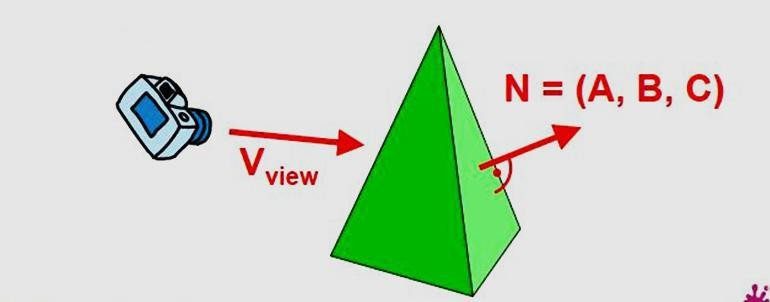 N = (A, B, C)
Vview